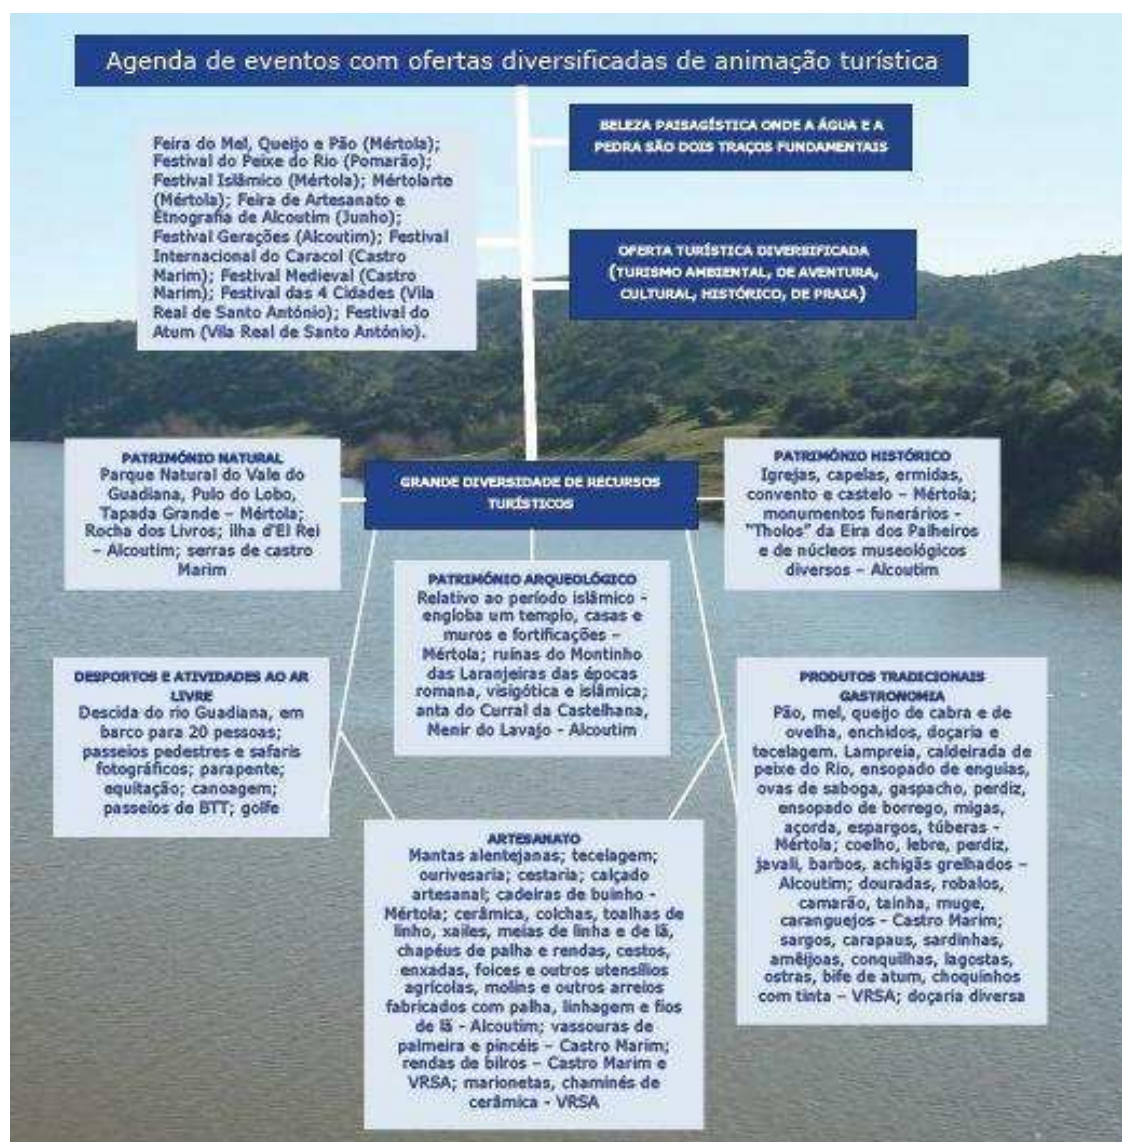 Agenda de eventos com ofertas diversificadas de animação turística
Feira do Mel, Queijo e Pão (Mértola);
Festival do Peixe do Rio (Pomarão);
Festival Islâmico (Mértola); Mértolarte
(Mértola); Feira de Artesanato e
Etnografia de Alcoutim (Junho);
Festival Gerações (Alcoutim); Festival
Internacional do Caracol (Castro
Marim); Festival Medieval (Castro
Marim); Festival das 4 Cidades (Vila
Real de Santo António); Festival do
Atum (Vila Real de Santo António).
BELEZA PAISAGÍSTICA ONDE A ÁGUA E A
PEDRA SÃO DOIS TRAÇOS FUNDAMENTAIS
OFERTA TURÍSTICA DIVERSIFICADA
(TURISMO AMBIENTAL, DE AVENTURA,
CULTURAL, HISTÓRICO, DE PRAIA)
PATRIMÓNIO NATURAL
Parque Natural do Vale do
Guadiana, Pulo do Lobo,
Tapada Grande – Mértola;
Rocha dos Livros; ilha d'El Rei
– Alcoutim; serras de castro
Marim
GRANDE DIVERSIDADE DE RECURSOS
TURÍSTICOS
PATRIMÓNIO HISTÓRICO
Igrejas, capelas, ermidas,
convento e castelo – Mértola;
monumentos funerários -
"Tholos" da Eira dos Palheiros
e de núcleos museológicos
diversos – Alcoutim
PATRIMÓNIO ARQUEOLÓGICO
Relativo ao período islâmico -
engloba um templo, casas e
muros e fortificações –
Mértola; ruínas do Montinho
das Laranjeiras das épocas
romana, visigótica e islâmica;
anta do Curral da Castelhana,
Menir do Lavajo - Alcoutim
DESPORTOS E ATIVIDADES AO AR
LIVRE
Descida do rio Guadiana, em
barco para 20 pessoas;
passeios pedestres e safaris
fotográficos; parapente;
equitação; canoagem;
passeios de BTT; golfe
PRODUTOS TRADICIONAIS
GASTRONOMIA
Pão, mel, queijo de cabra e de
ovelha, enchidos, doçaria e
tecelagem. Lampreia, caldeirada de
peixe do Rio, ensopado de enguias,
ovas de saboga, gaspacho, perdiz,
ensopado de borrego, migas,
açorda, espargos, túberas -
Mértola; coelho, lebre, perdiz,
javali, barbos, achigãs grelhados –
Alcoutim; douradas, robalos,
camarão, tainha, muge,
caranguejos - Castro Marim;
sargos, carapaus, sardinhas,
amêijoas, conquilhas, lagostas,
ostras, bife de atum, choquinhos
com tinta – VRSA; doçaria diversa
ARTESANATO
Mantas alentejanas; tecelagem;
ourivesaria; cestaria; calçado
artesanal; cadeiras de buinho -
Mértola; cerâmica, colchas, toalhas de
linho, xailes, meias de linha e de lã,
chapéus de palha e rendas, cestos,
enxadas, foices e outros utensílios
agrícolas, molins e outros arreios
fabricados com palha, linhagem e fios
de lã - Alcoutim; vassouras de
palmeira e pincéis – Castro Marim;
rendas de bilros – Castro Marim e
VRSA; marionetas, chaminés de
cerâmica - VRSA